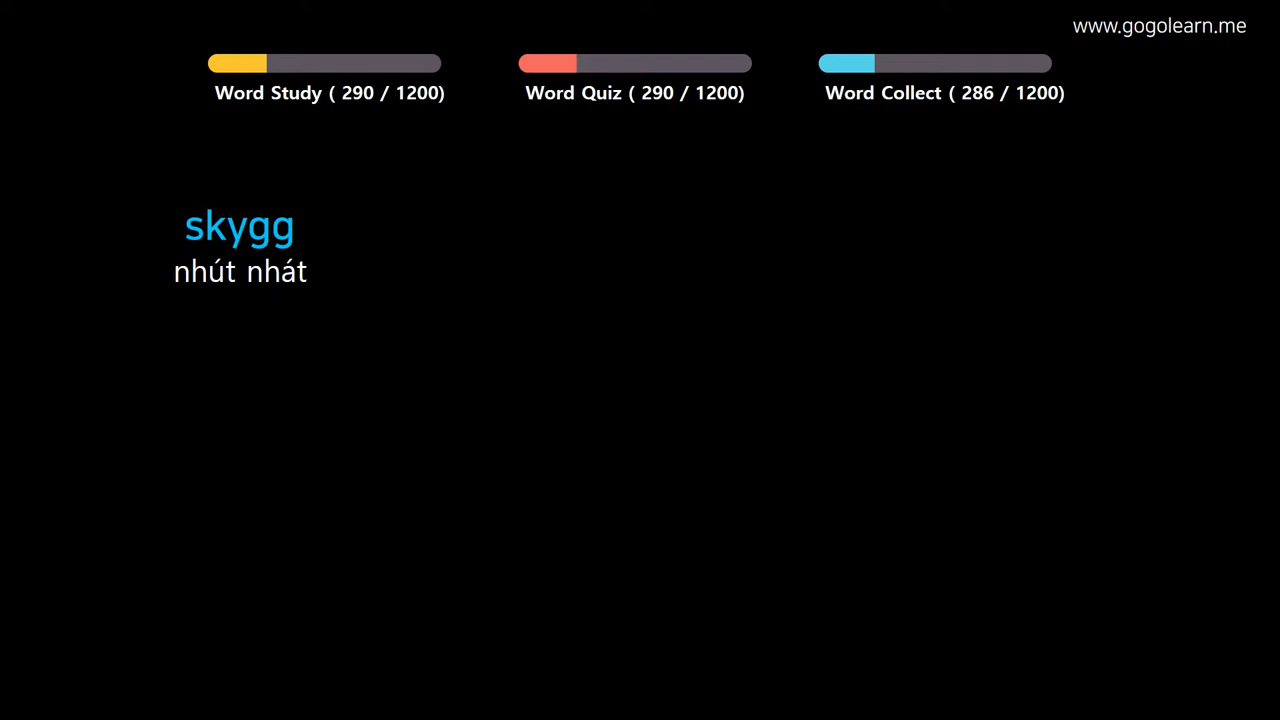 www.gogolearn.me
Word Study ( 290 / 1200)
Word Quiz ( 290 / 1200)
Word Collect ( 286 / 1200)
skygg
nhút nhát